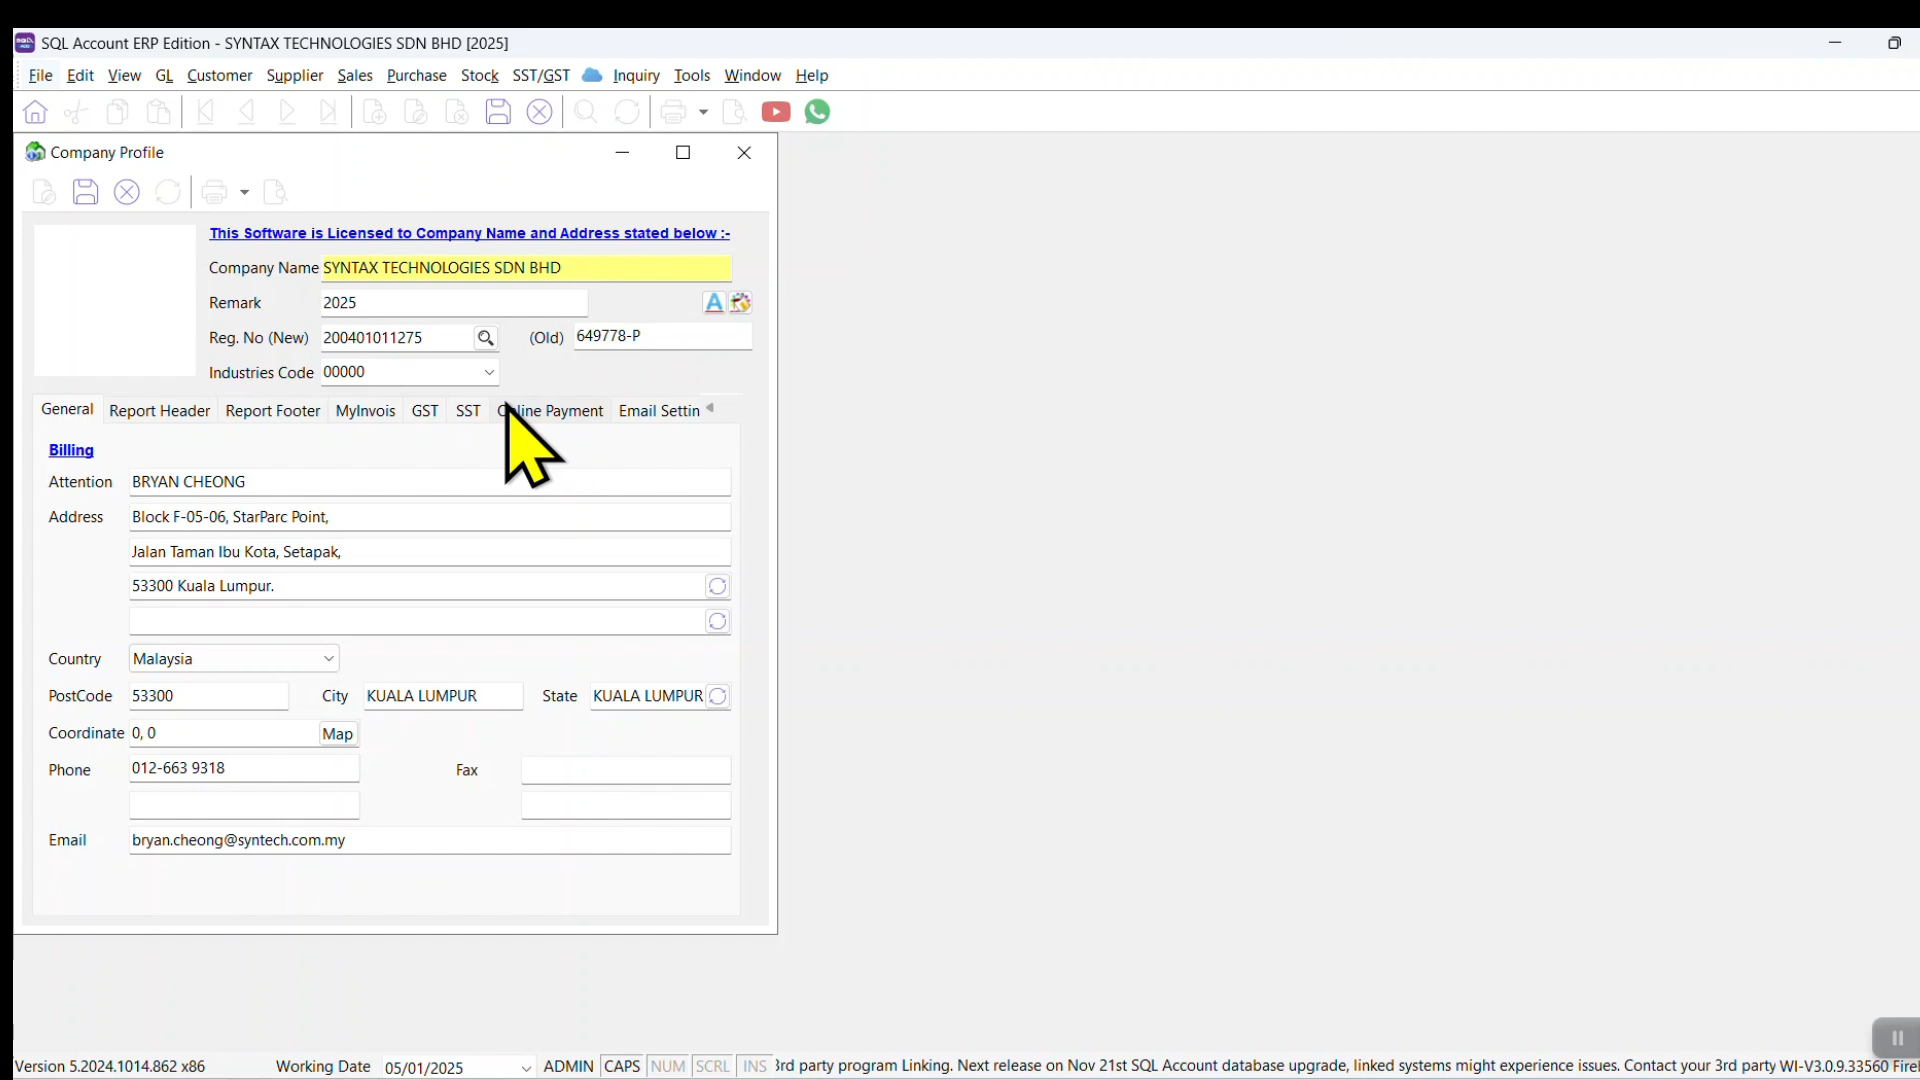 SQL Account ERP Edition - SYNTAX TECHNOLOGIES SDN BHD [2025]
File Edit View GL Customer Supplier Sales Purchase Stock SST/GST Inquiry Tools Window Help
Company Profile
This Software is Licensed to Company Name and Address stated below :-
Company Name SYNTAX TECHNOLOGIES SDN BHD
Remark 2025
Reg. No (New) 200401011275 (Old) 649778-P
Industries Code 00000
General Report Header Report Footer MyInvois GST SST Online Payment Email Settin
Billing
Attention BRYAN CHEONG
Address Block F-05-06, StarParc Point,
Jalan Taman Ibu Kota, Setapak,
53300 Kuala Lumpur.
Country Malaysia
PostCode 53300 City KUALA LUMPUR State KUALA LUMPUR
Coordinate 0, 0 Map
Phone 012-663 9318 Fax
Email bryan.cheong@syntech.com.my
Version 5.2024.1014.862 x86 Working Date 05/01/2025 ADMIN CAPS NUM SCRL INS 3rd party program Linking. Next release on Nov 21st SQL Account database upgrade, linked systems might experience issues. Contact your 3rd party WI-V3.0.9.33560 Fire